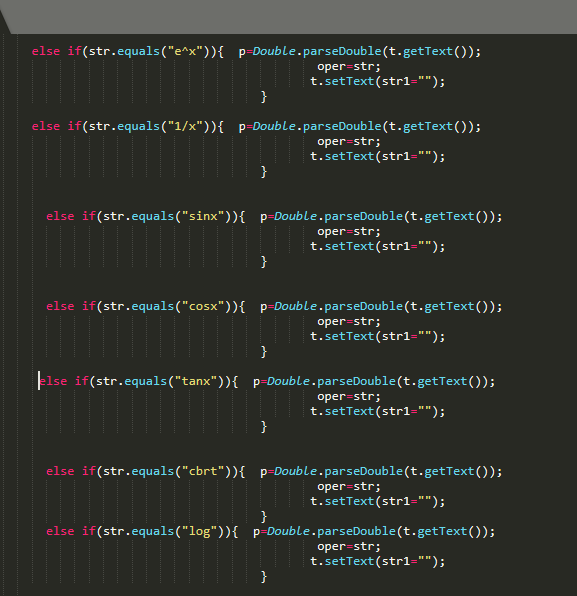 else if(str.equals("e^x")){  p=Double.parseDouble(t.getText());
oper=str;
t.setText(str1="");
}
else if(str.equals("1/x")){  p=Double.parseDouble(t.getText());
oper=str;
t.setText(str1="");
}
else if(str.equals("sinx")){  p=Double.parseDouble(t.getText());
oper=str;
t.setText(str1="");
}
else if(str.equals("cosx")){  p=Double.parseDouble(t.getText());
oper=str;
t.setText(str1="");
}
else if(str.equals("tanx")){  p=Double.parseDouble(t.getText());
oper=str;
t.setText(str1="");
}
else if(str.equals("cbrt")){  p=Double.parseDouble(t.getText());
oper=str;
t.setText(str1="");
}
else if(str.equals("log")){  p=Double.parseDouble(t.getText());
oper=str;
t.setText(str1="");
}